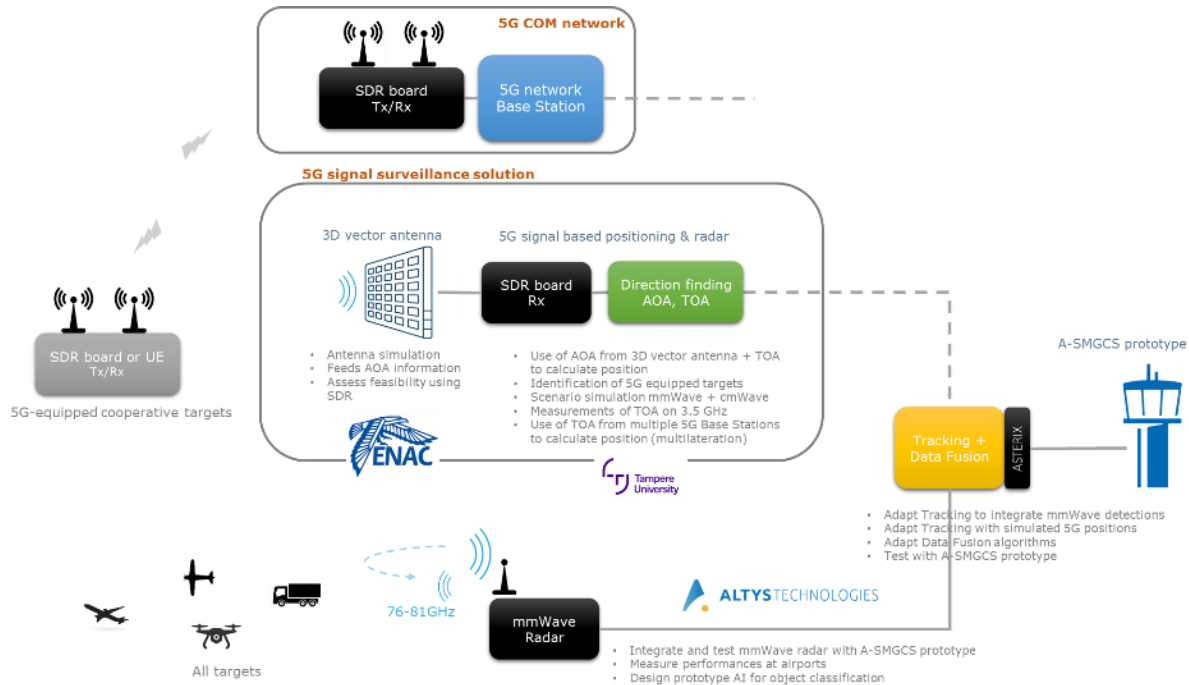 5G COM network
SDR board
Tx/Rx
5G network
Base Station
5G signal surveillance solution
3D vector antenna
5G signal based positioning & radar
SDR board
Rx
Direction finding
AOA, TOA
SDR board or UE
Tx/Rx
5G-equipped cooperative targets
• Antenna simulation
• Feeds AOA information
• Assess feasibility using
SDR
• Use of AOA from 3D vector antenna + TOA
to calculate position
• Identification of 5G equipped targets
• Scenario simulation mmWave + cmWave
• Measurements of TOA on 3.5 GHz
• Use of TOA from multiple 5G Base Stations
to calculate position (multilateration)
ENAC
Tampere
University
A-SMGCS prototype
Tracking +
Data Fusion
ASTERIX
• Adapt Tracking to integrate mmWave detections
• Adapt Tracking with simulated 5G positions
• Adapt Data Fusion algorithms
• Test with A-SMGCS prototype
76-81GHz
mmWave
Radar
ALTYS TECHNOLOGIES
All targets
• Integrate and test mmWave radar with A-SMGCS prototype
• Measure performances at airports
• Design prototype AI for object classification